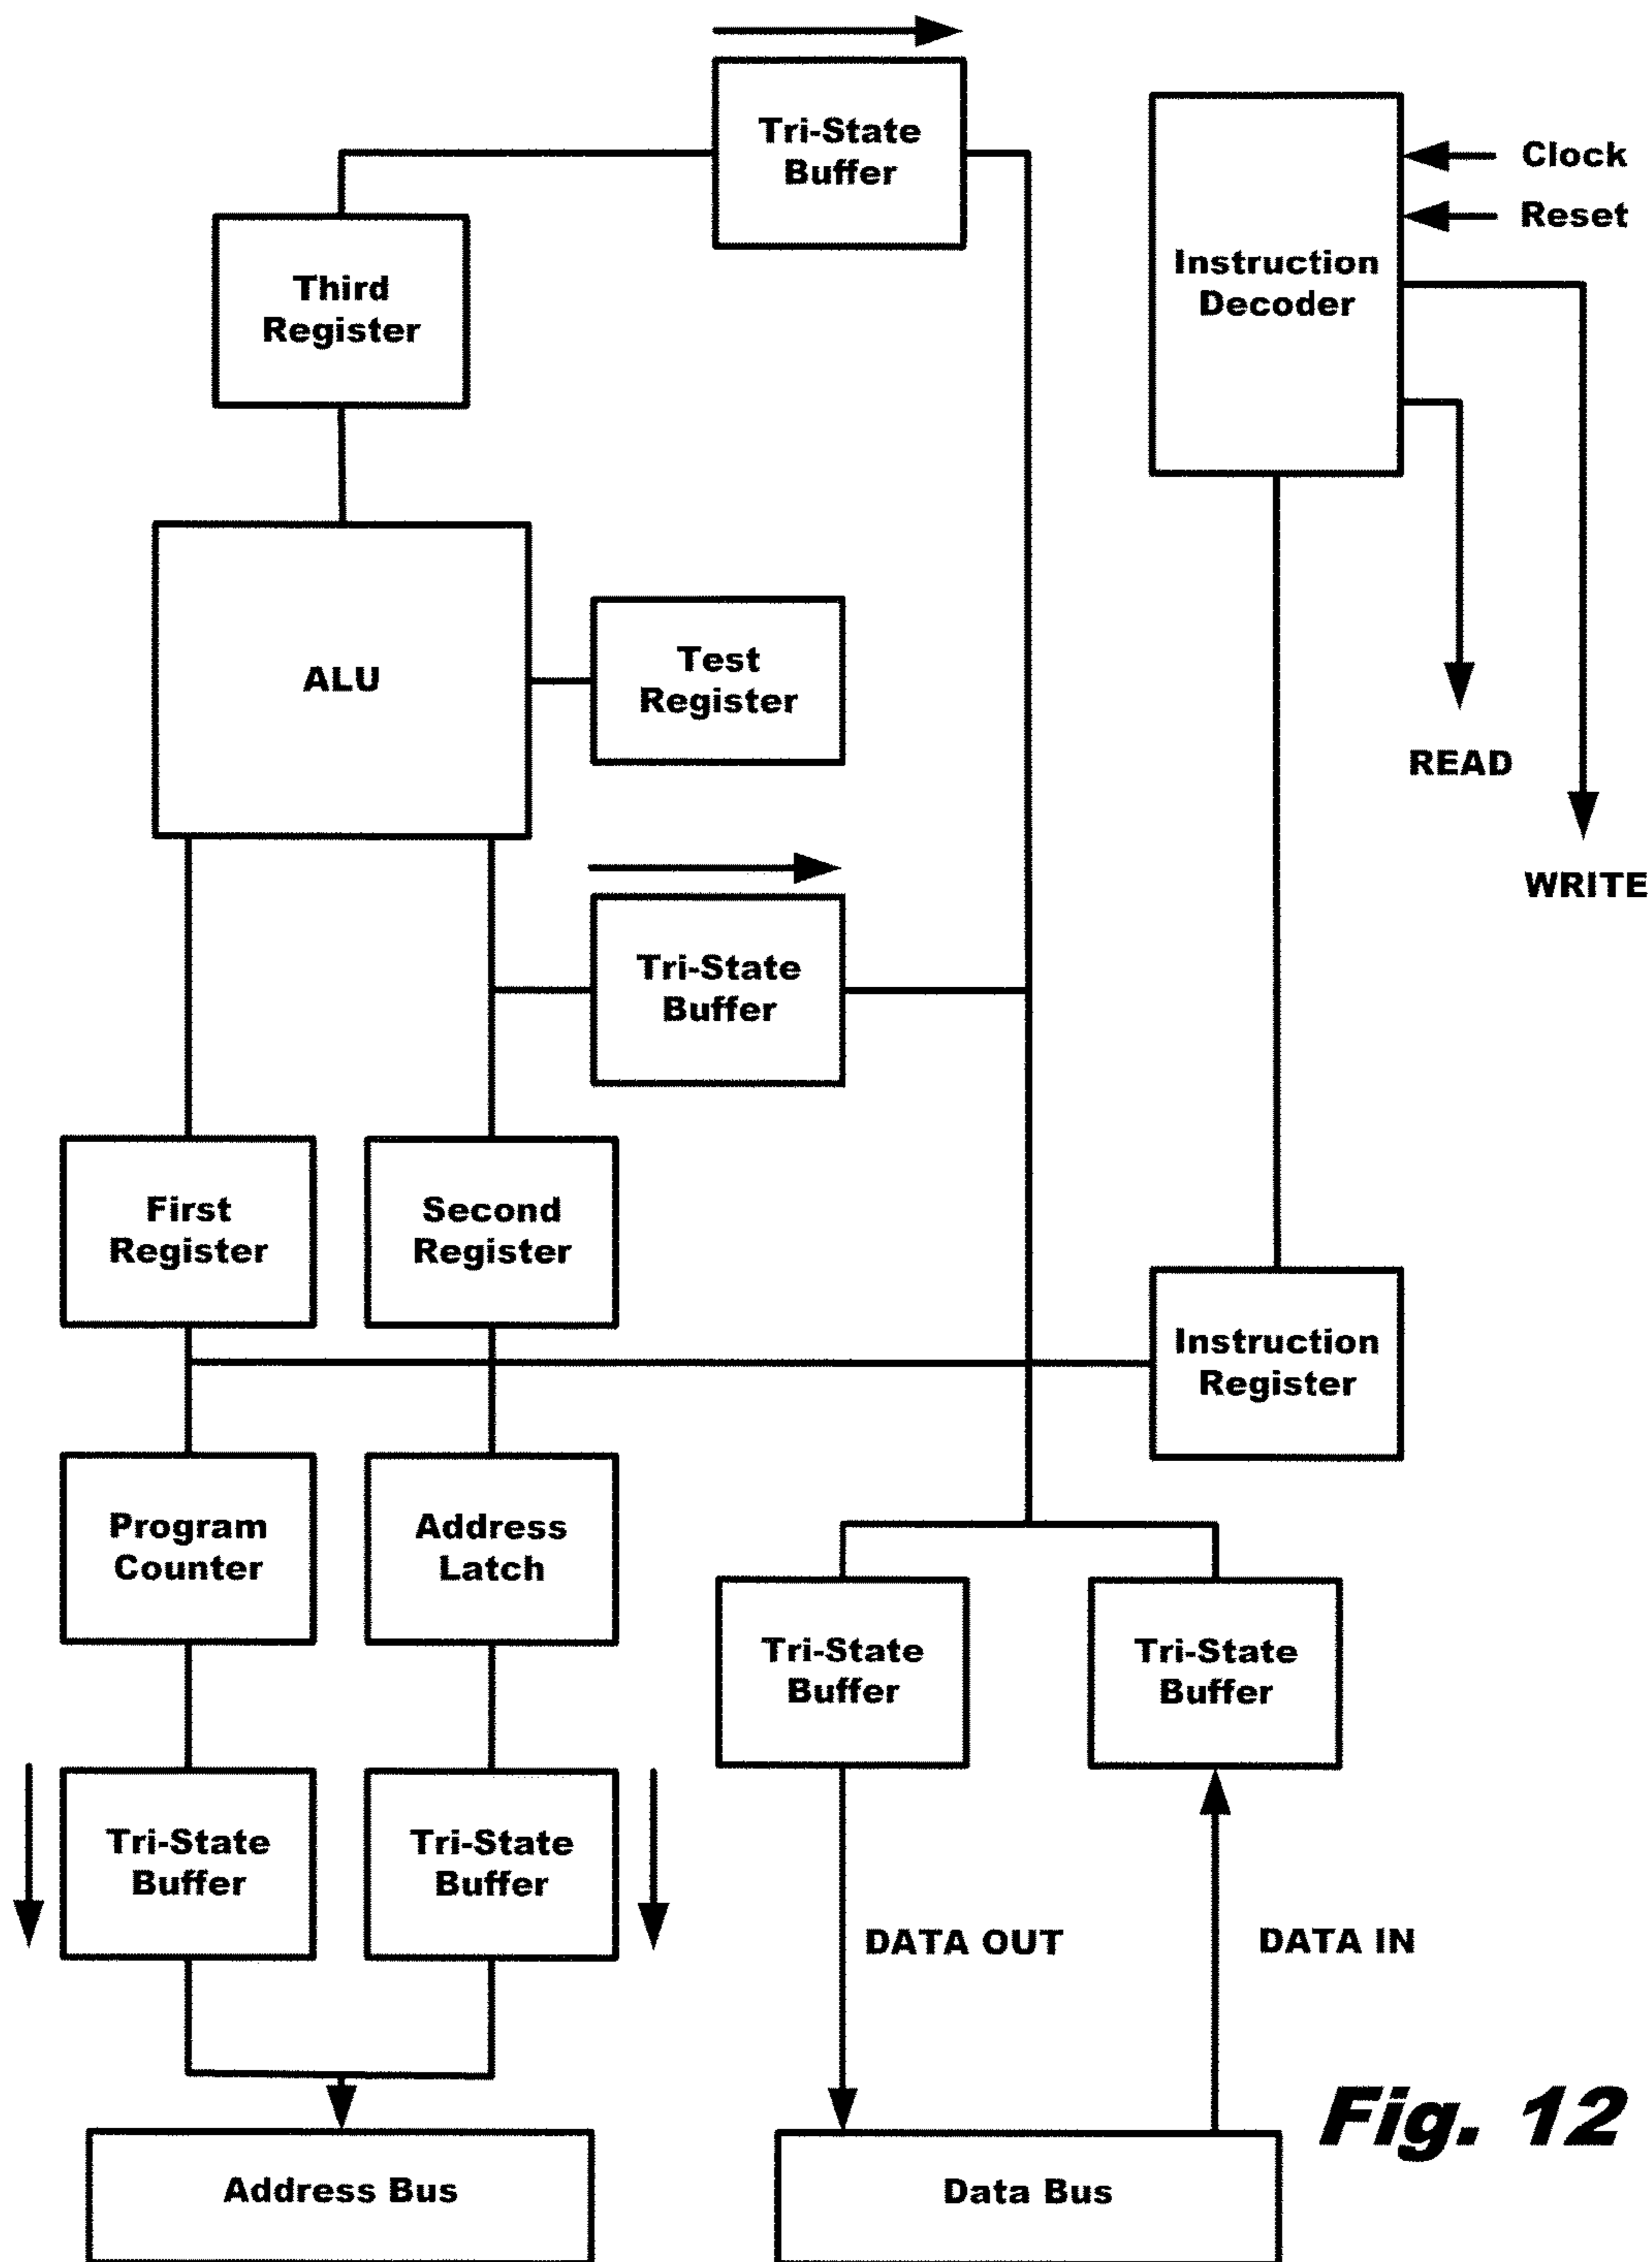 Tri-State
Buffer
Clock
Reset
Instruction
Decoder
Third
Register
ALU
Test
Register
READ
WRITE
Tri-State
Buffer
First
Register
Second
Register
Instruction
Register
Program
Counter
Address
Latch
Tri-State
Buffer
Tri-State
Buffer
Tri-State
Buffer
Tri-State
Buffer
DATA OUT
DATA IN
Fig. 12
Address Bus
Data Bus